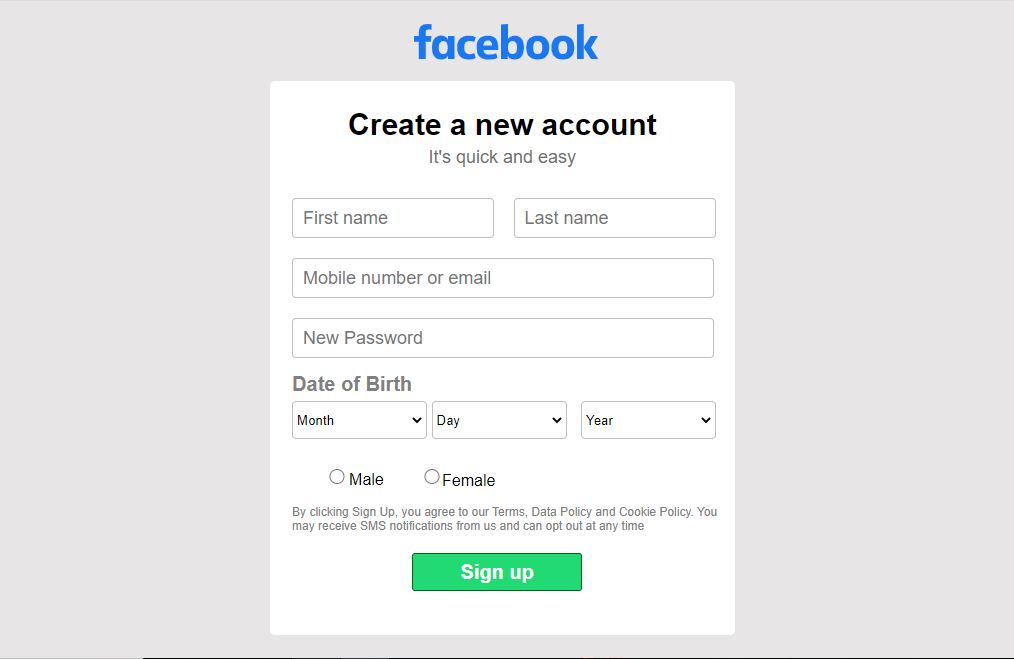 facebook
Create a new account
It's quick and easy
First name
Last name
Mobile number or email
New Password
Date of Birth
Month
Day
Year
Male
Female
By clicking Sign Up, you agree to our Terms, Data Policy and Cookie Policy. You
may receive SMS notifications from us and can opt out at any time
Sign up